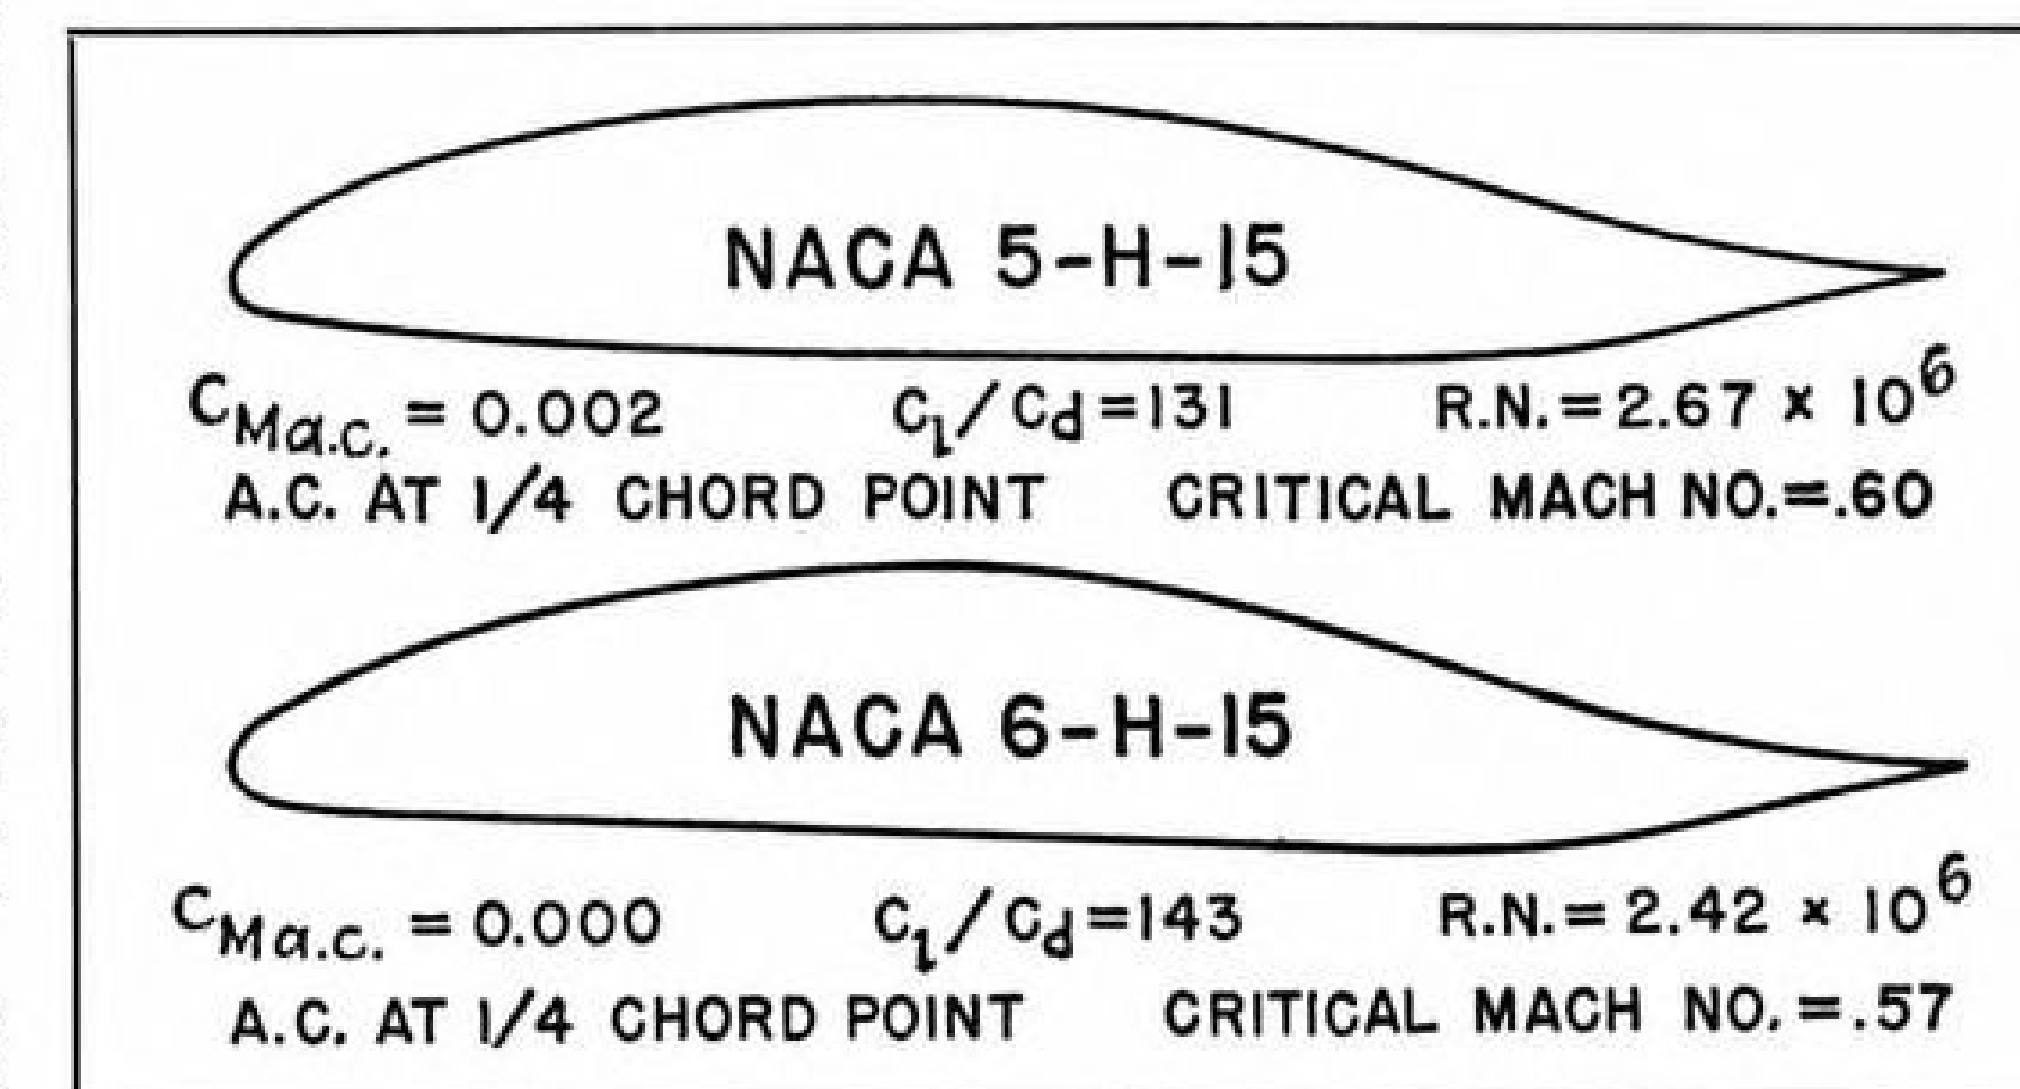 NACA 5-H-15
CMa.c. = 0.002 Cl/Cd=131 R.N.=2.67 × 10⁶
A.C. AT 1/4 CHORD POINT CRITICAL MACH NO.=.60
NACA 6-H-15
CMa.c. = 0.000 Cl/Cd=143 R.N.=2.42 × 10⁶
A.C. AT 1/4 CHORD POINT CRITICAL MACH NO.=.57